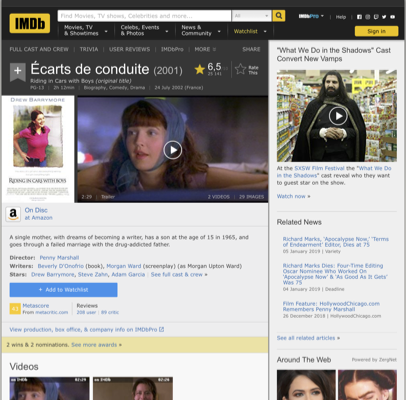 IMDb
Find Movies, TV shows, Celebrities and more...
All
IMDbPro
Help
Movies, TV
& Showtimes
Celebs, Events
& Photos
News &
Community
Watchlist
Sign in
FULL CAST AND CREW | TRIVIA | USER REVIEWS | IMDbPro | MORE
SHARE
Écarts de conduite (2001)
Riding in Cars with Boys (original title)
PG-13 | 2h 12min | Biography, Comedy, Drama | 24 July 2002 (France)
6,5
Rate
This
DREW BARRYMORE
RIDING IN CARS WITH BOYS
2:29 | Trailer
2 VIDEOS | 29 IMAGES
On Disc
at Amazon
A single mother, with dreams of becoming a writer, has a son at the age of 15 in 1965, and
goes through a failed marriage with the drug-addicted father.
Director: Penny Marshall
Writers: Beverly D'Onofrio (book), Morgan Ward (screenplay) (as Morgan Upton Ward)
Stars: Drew Barrymore, Steve Zahn, Adam Garcia | See full cast & crew »
+ Add to Watchlist
Metascore
From metacritic.com
Reviews
208 user | 89 critic
View production, box office, & company info on IMDbPro
2 wins & 2 nominations. See more awards »
Videos
"What We Do in the Shadows" Cast
Convert New Vamps
At the SXSW Film Festival the "What We
Do in the Shadows" cast reveal who they want
to guest star on the show.
Watch now »
Related News
Richard Marks, 'Apocalypse Now,' 'Terms
of Endearment' Editor, Dies at 75
05 January 2019 | Variety
Richard Marks Dies: Four-Time Editing
Oscar Nominee Who Worked On
'Apocalypse Now' & 'As Good As It Gets'
Was 75
04 January 2019 | Deadline
Film Feature: HollywoodChicago.com
Remembers Penny Marshall
26 December 2018 | HollywoodChicago.com
See all related articles »
Around The Web
Powered by ZergNet